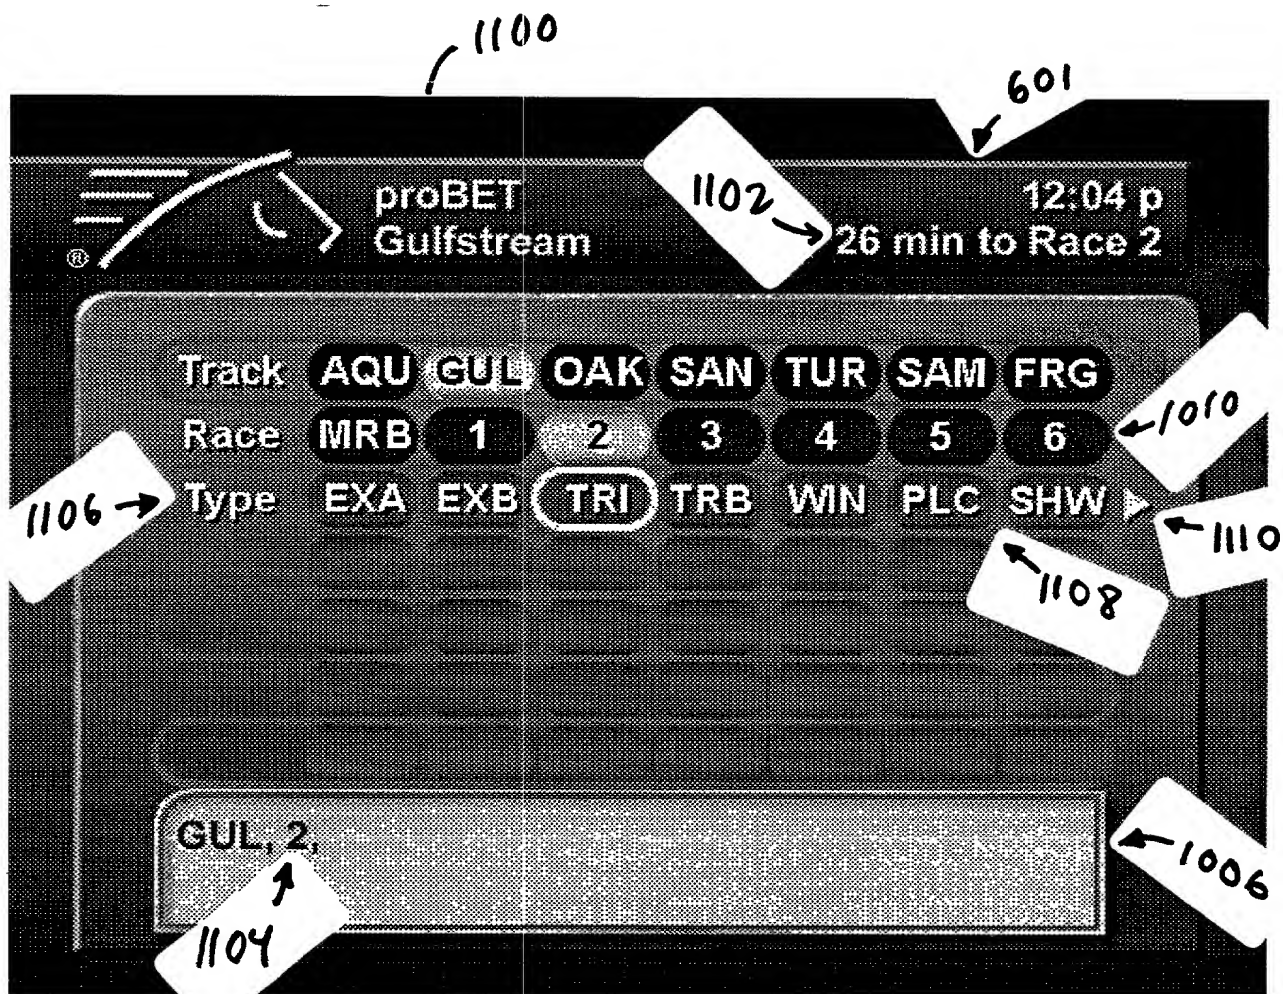 1100
601
proBET
12:04 p
Gulfstream
1102
26 min to Race 2
®
Track AQU GUL OAK SAN TUR SAM FRG
Race MRB 1 2 3 4 5 6
1010
Type EXA EXB TRI TRB WIN PLC SHW
1106
1110
1108
GUL, 2,
1006
1104